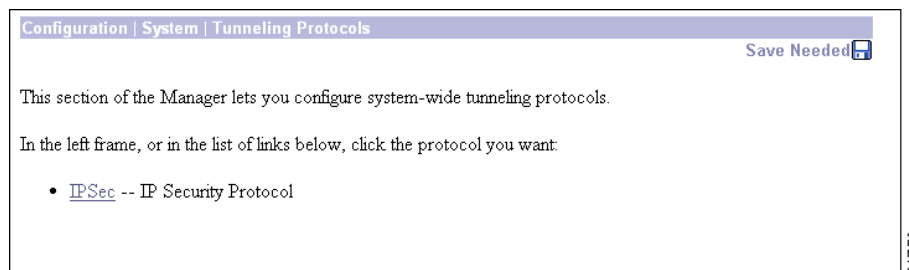 Configuration | System | Tunneling Protocols
Save Needed
This section of the Manager lets you configure system-wide tunneling protocols.
In the left frame, or in the list of links below, click the protocol you want:
• IPSec -- IP Security Protocol